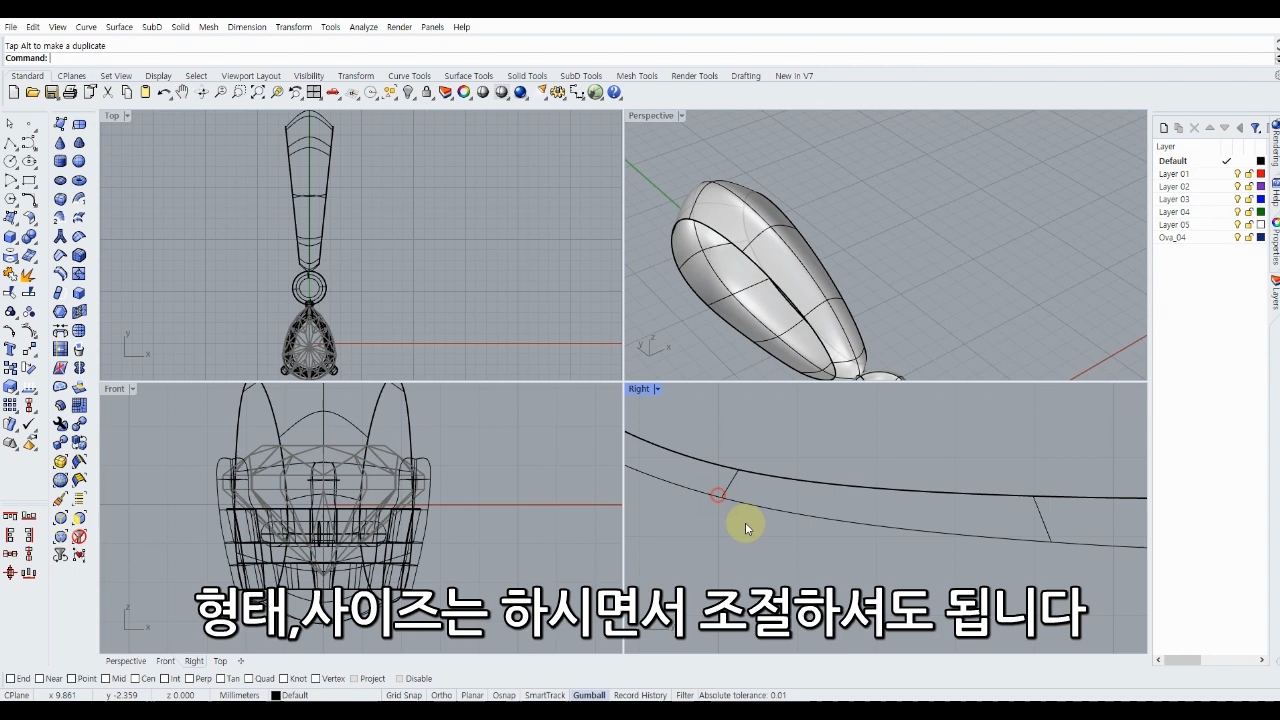 File Edit View Curve Surface SubD Solid Mesh Dimension Transform Tools Analyze Render Panels Help
Tap Alt to make a duplicate
Command:
Standard CPlanes Set View Display Select Viewport Layout Visibility Transform Curve Tools Surface Tools Solid Tools SubD Tools Mesh Tools Render Tools Drafting New in V7
Top
y
x
Perspective
z
y
x
Front
z
x
Right
Layer
Default
Layer 01
Layer 02
Layer 03
Layer 04
Layer 05
Ova_04
Rendering
Help
Properties
Layers
형태,사이즈는 하시면서 조절하셔도 됩니다
Perspective Front Right Top
End Near Point Mid Cen Int Perp Tan Quad Knot Vertex Project Disable
CPlane x 9.861 y -2.359 z 0.000 Millimeters Default Grid Snap Ortho Planar Osnap SmartTrack Gumball Record History Filter Absolute tolerance: 0.01